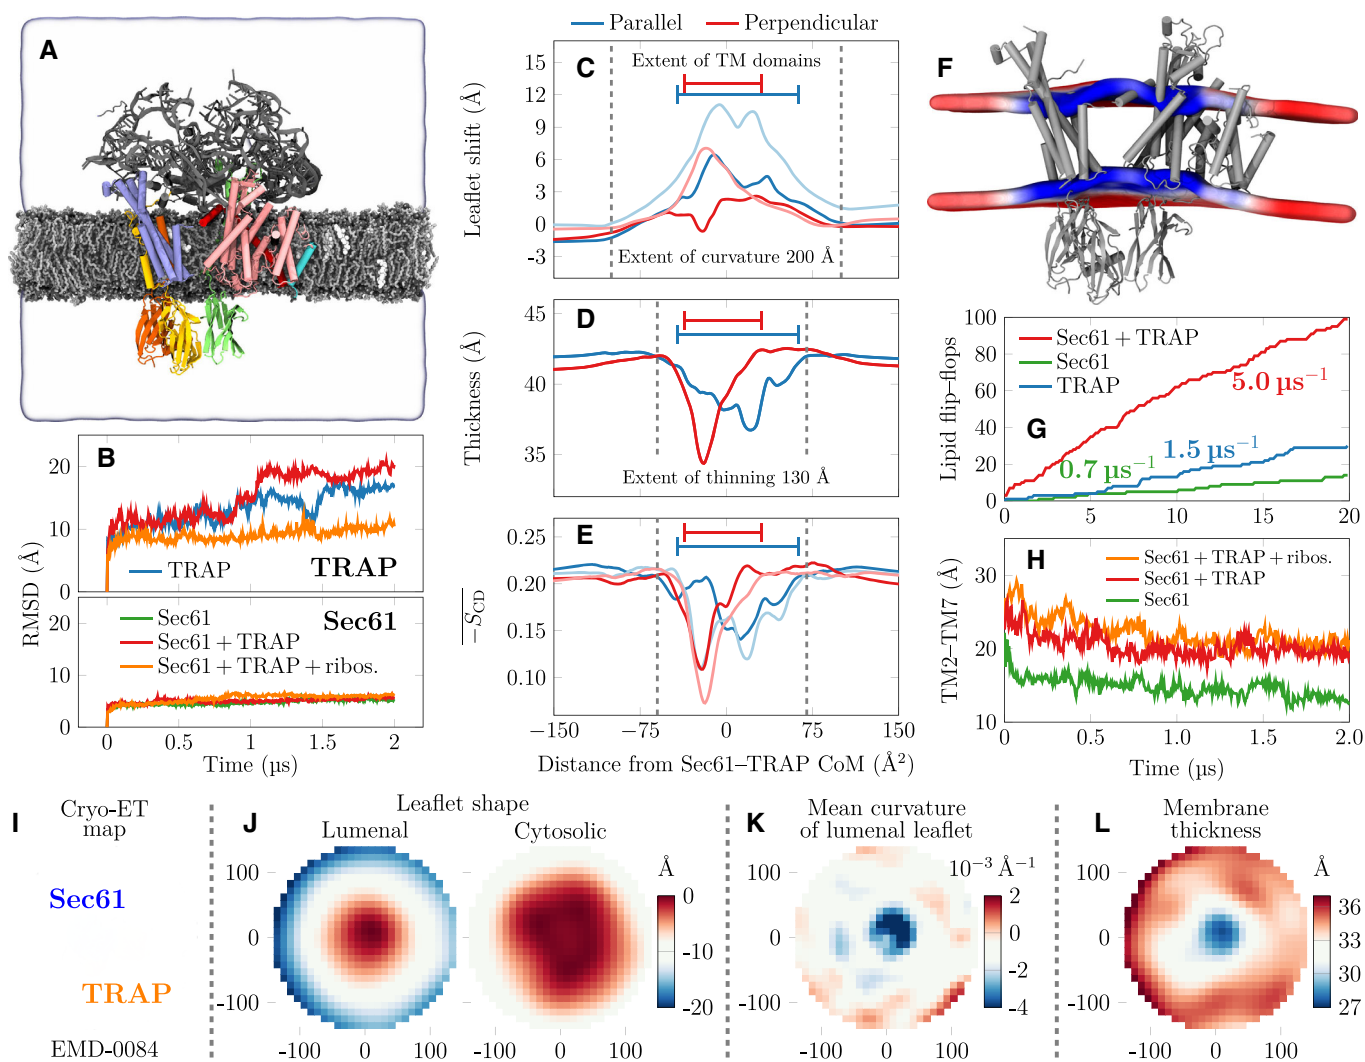 A
B
20
10
0
TRAP
TRAP
RMSD (Å)
20
10
0
Sec61
Sec61 + TRAP
Sec61 + TRAP + ribos.
Sec61
0
0.5
1
1.5
2
Time (µs)
Parallel
Perpendicular
C
Extent of TM domains
Leaflet shift (Å)
15
12
9
6
3
0
-3
Extent of curvature 200 Å
D
Thickness (Å)
45
40
35
Extent of thinning 130 Å
E
−S_CD
0.25
0.20
0.15
0.10
−150
−75
0
75
150
Distance from Sec61–TRAP CoM (Å²)
F
G
Lipid flip–flops
100
80
60
40
20
0
Sec61 + TRAP
Sec61
TRAP
5.0 µs⁻¹
1.5 µs⁻¹
0.7 µs⁻¹
0
5
10
15
20
H
TM2–TM7 (Å)
30
20
10
Sec61 + TRAP + ribos.
Sec61 + TRAP
Sec61
0
0.5
1.0
1.5
2.0
Time (µs)
I
Cryo-ET
map
Sec61
TRAP
EMD-0084
J
Leaflet shape
Lumenal
Cytosolic
100
0
-100
-100
0
100
-100
0
100
Å
0
-10
-20
K
Mean curvature
of lumenal leaflet
10⁻³ Å⁻¹
100
0
-100
-100
0
100
2
0
-2
-4
L
Membrane
thickness
Å
100
0
-100
-100
0
100
36
33
30
27